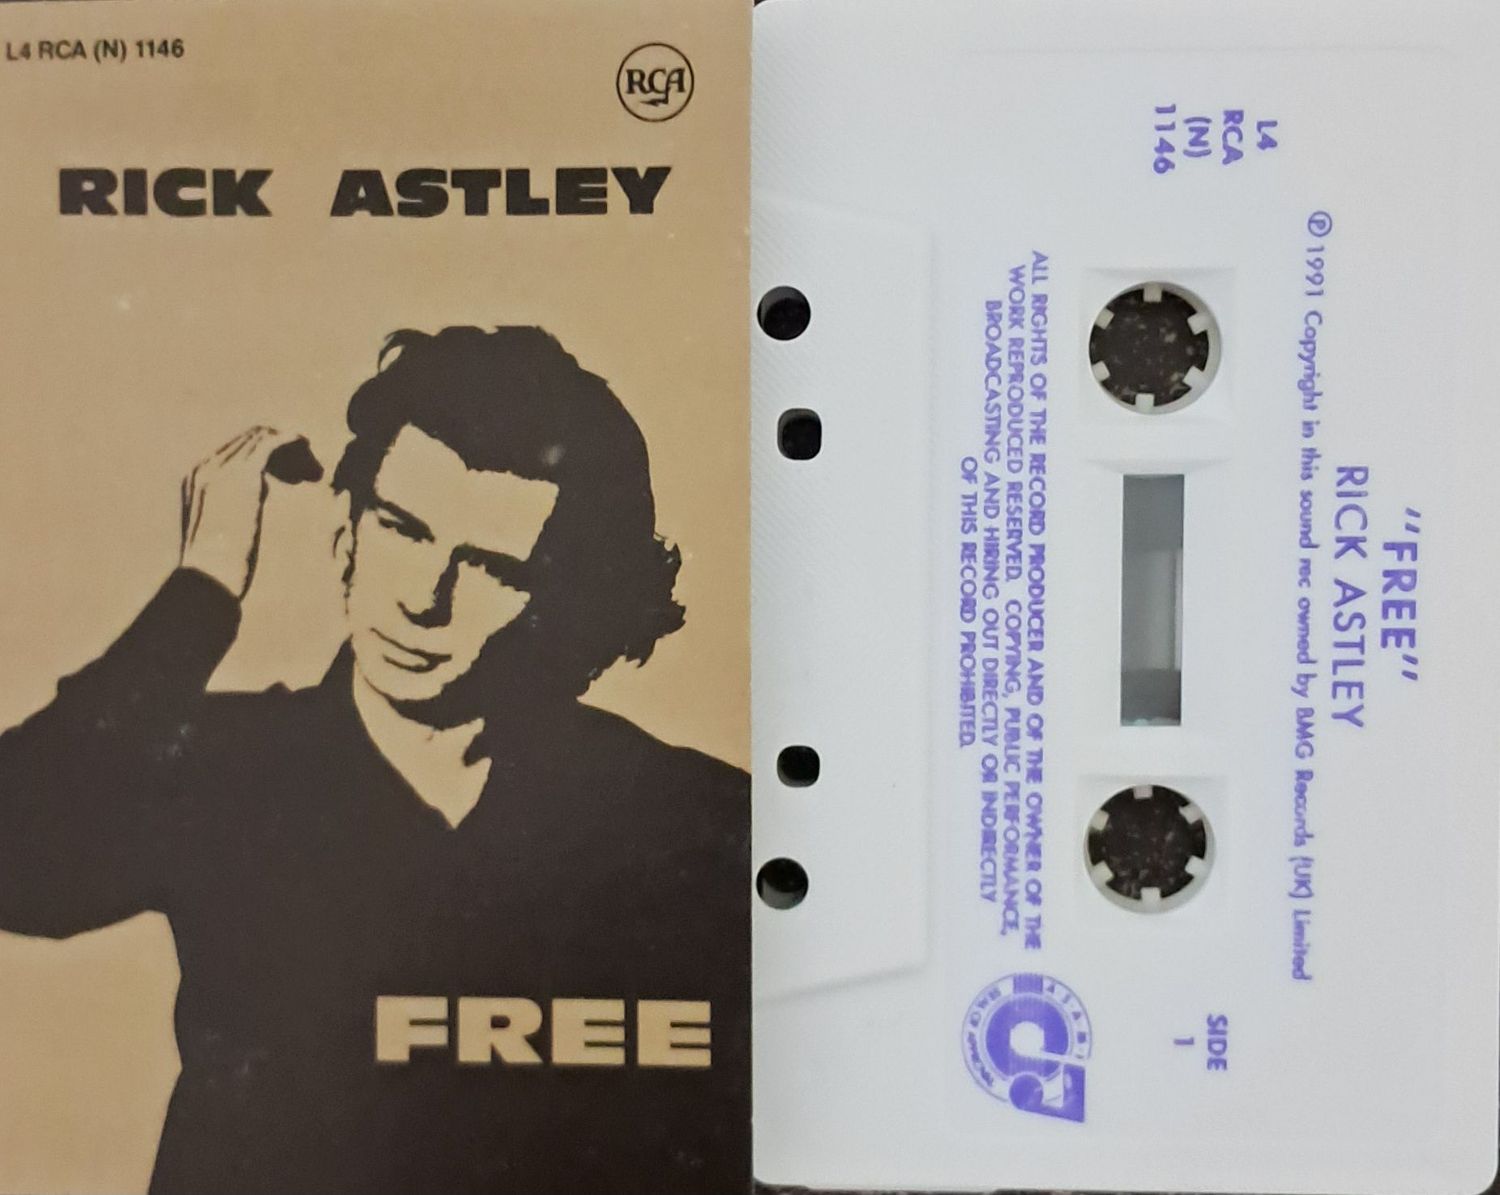 L4 RCA (N) 1146
RCA
RICK ASTLEY
FREE
"FREE"
RICK ASTLEY
℗ 1991 Copyright in this sound rec owned by BMG Records (UK) Limited
L4
RCA
(N)
1146
SIDE
1
ALL RIGHTS OF THE RECORD PRODUCER AND OF THE OWNER OF THE
WORK REPRODUCED RESERVED. COPYING, PUBLIC PERFORMANCE,
BROADCASTING AND HIRING OUT DIRECTLY OR INDIRECTLY
OF THIS RECORD PROHIBITED.